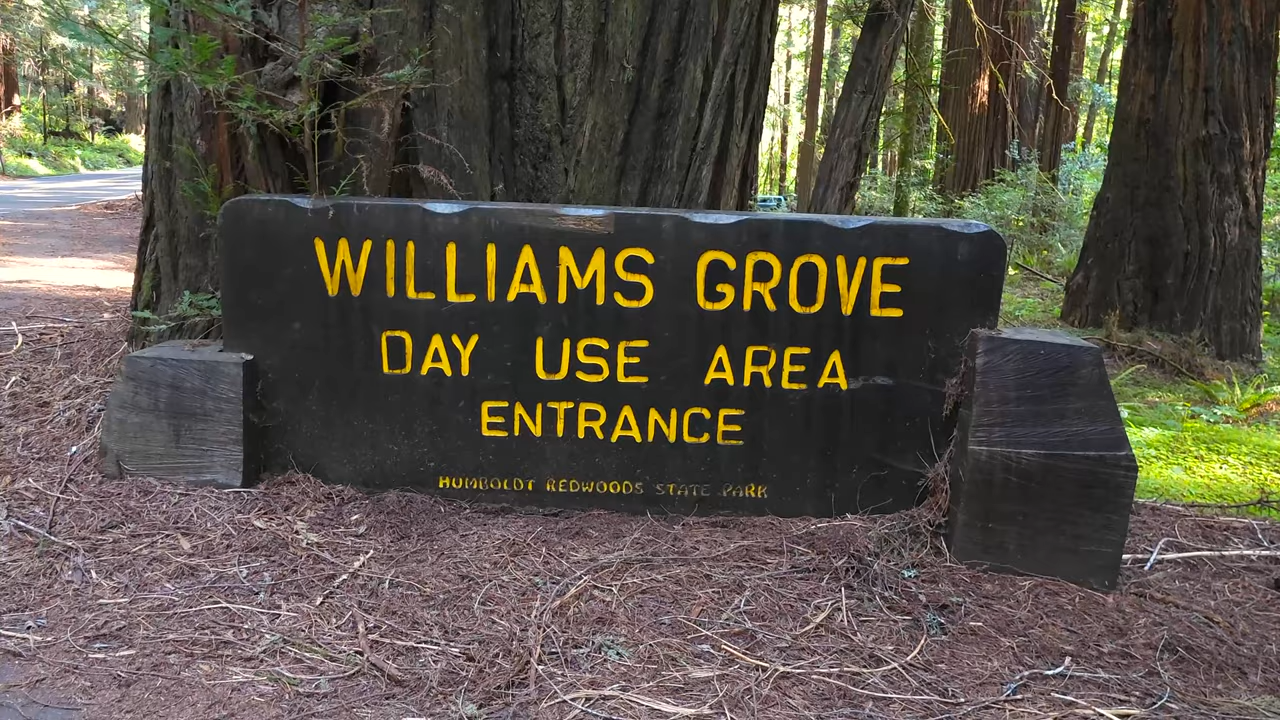 WILLIAMS GROVE
DAY USE AREA
ENTRANCE
HUMBOLDT REDWOODS STATE PARK